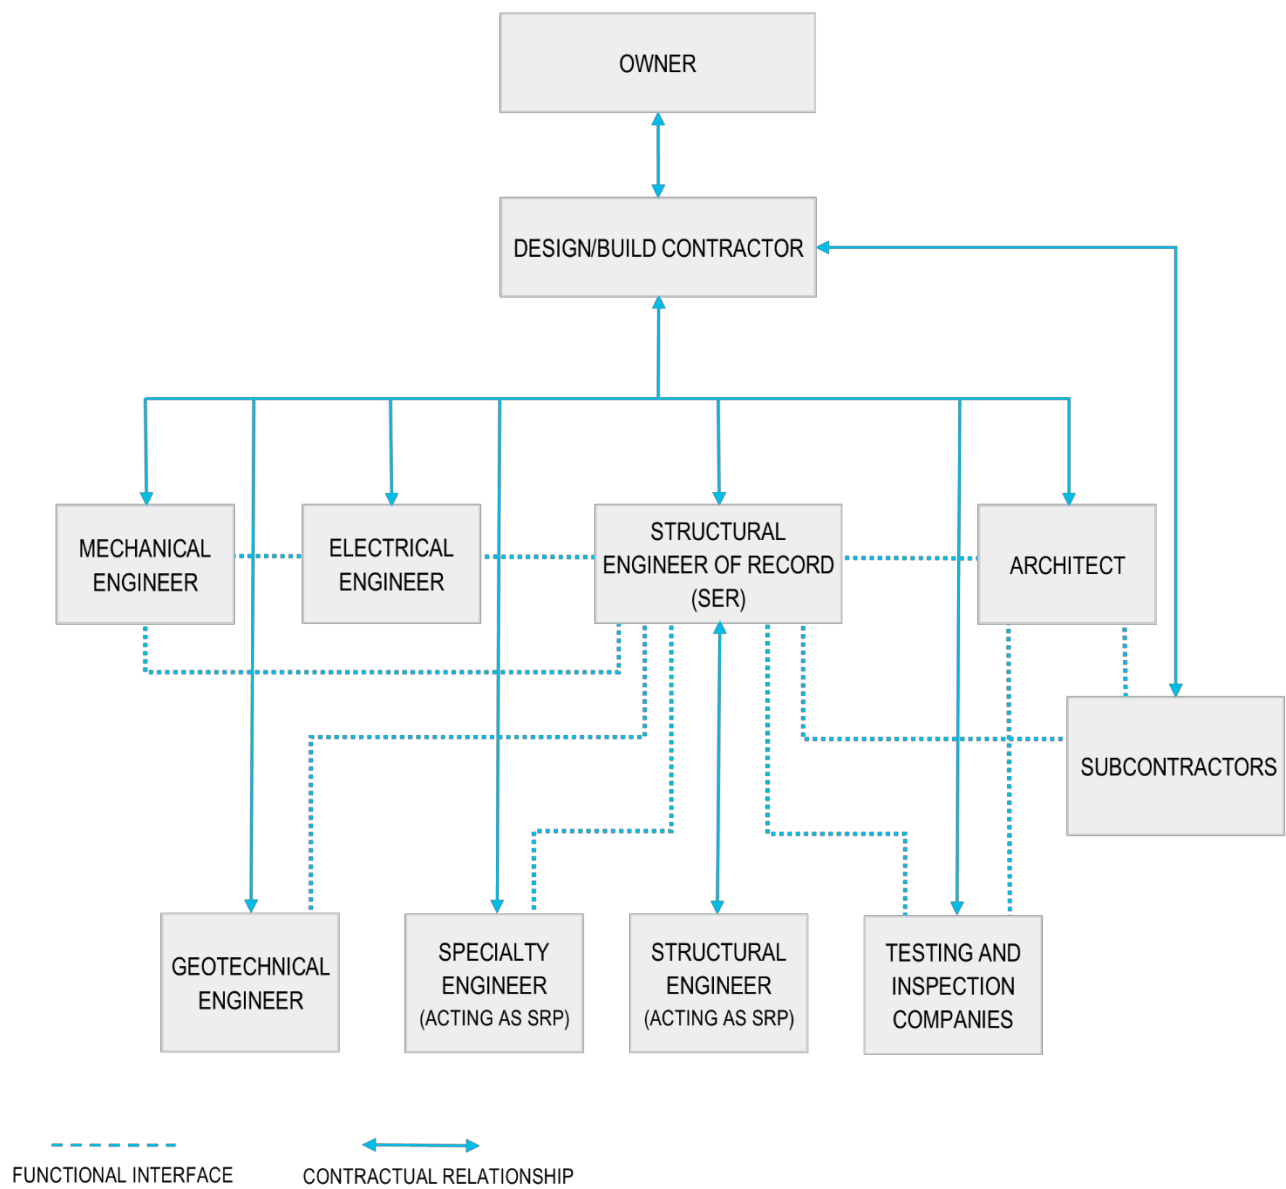 OWNER
DESIGN/BUILD CONTRACTOR
MECHANICAL
ENGINEER
ELECTRICAL
ENGINEER
STRUCTURAL
ENGINEER OF RECORD
(SER)
ARCHITECT
SUBCONTRACTORS
GEOTECHNICAL
ENGINEER
SPECIALTY
ENGINEER
(ACTING AS SRP)
STRUCTURAL
ENGINEER
(ACTING AS SRP)
TESTING AND
INSPECTION
COMPANIES
FUNCTIONAL INTERFACE
CONTRACTUAL RELATIONSHIP